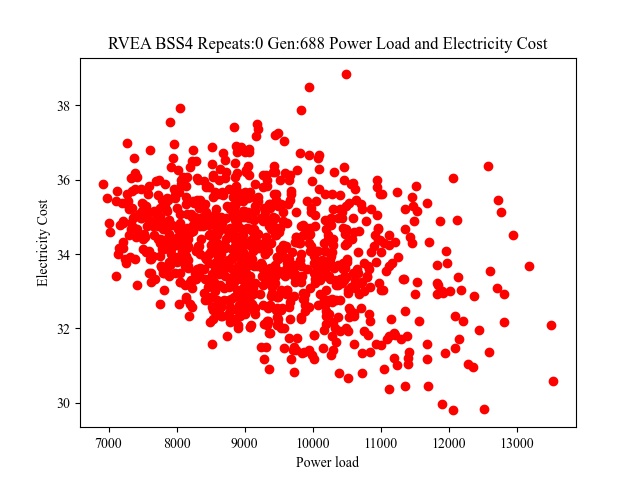 RVEA BSS4 Repeats:0 Gen:688 Power Load and Electricity Cost
38
36
34
32
30
Electricity Cost
7000 8000 9000 10000 11000 12000 13000
Power load